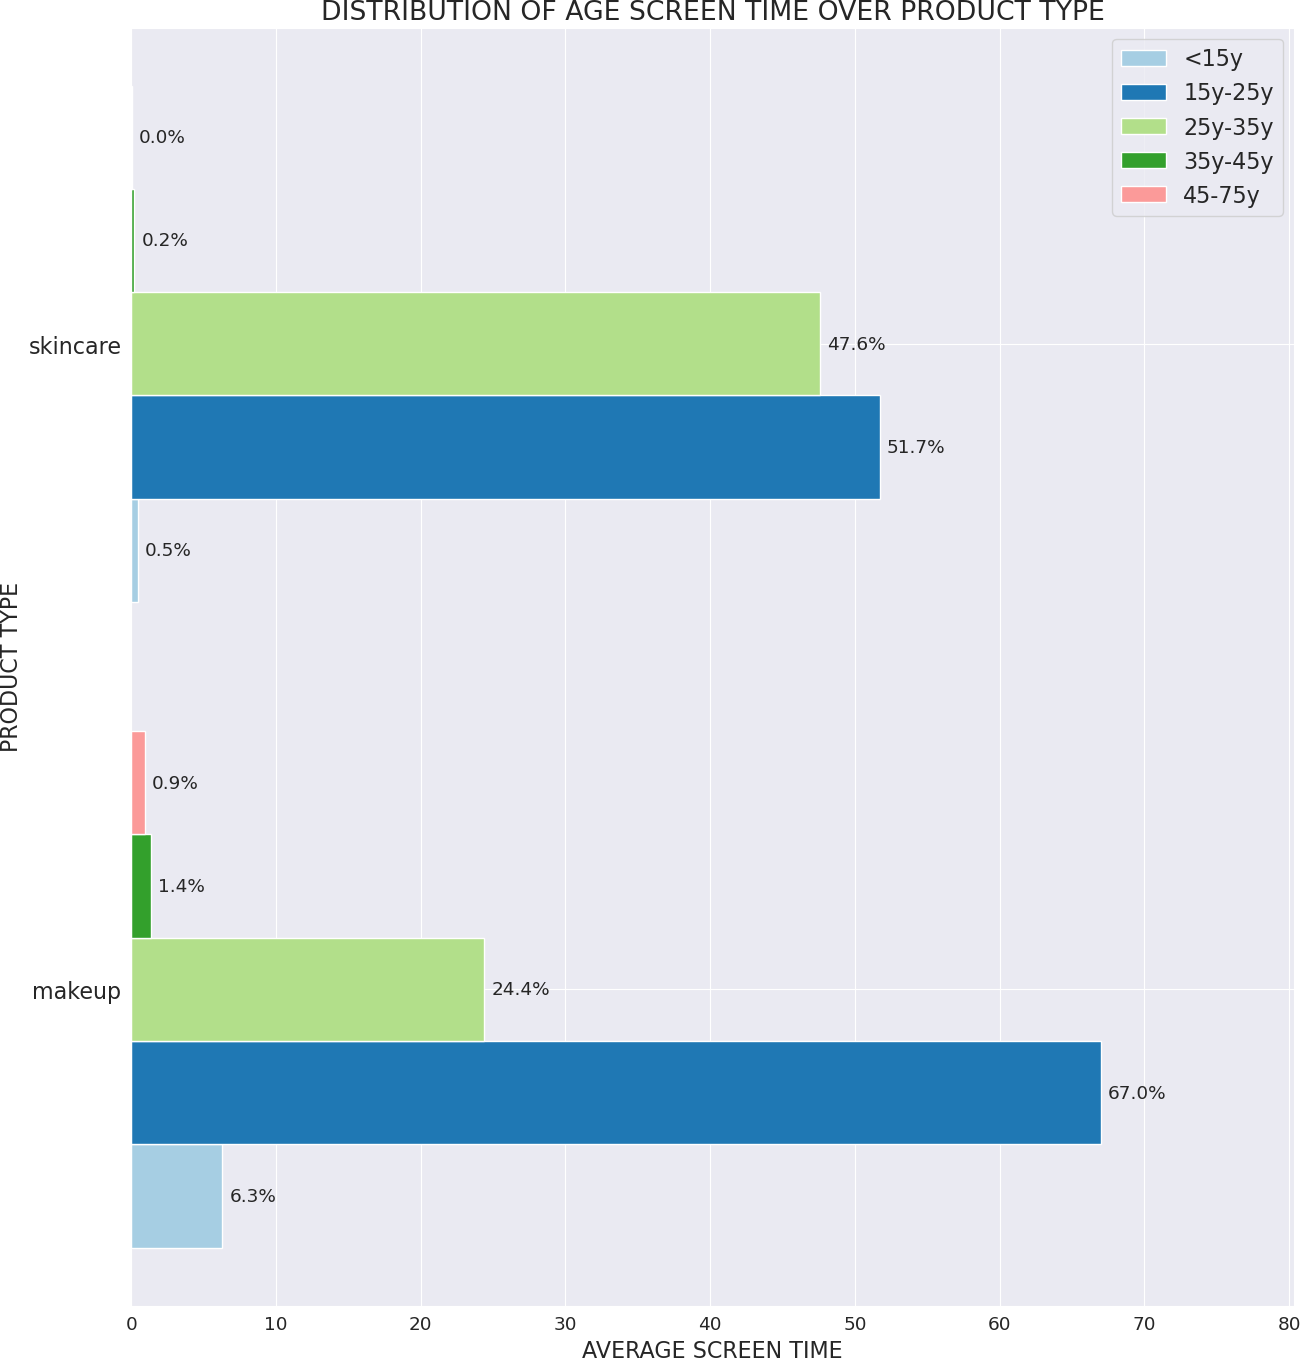 DISTRIBUTION OF AGE SCREEN TIME OVER PRODUCT TYPE
<15y
15y-25y
25y-35y
35y-45y
45-75y
0.0%
0.2%
skincare
47.6%
51.7%
0.5%
PRODUCT TYPE
0.9%
1.4%
makeup
24.4%
67.0%
6.3%
0 10 20 30 40 50 60 70 80
AVERAGE SCREEN TIME